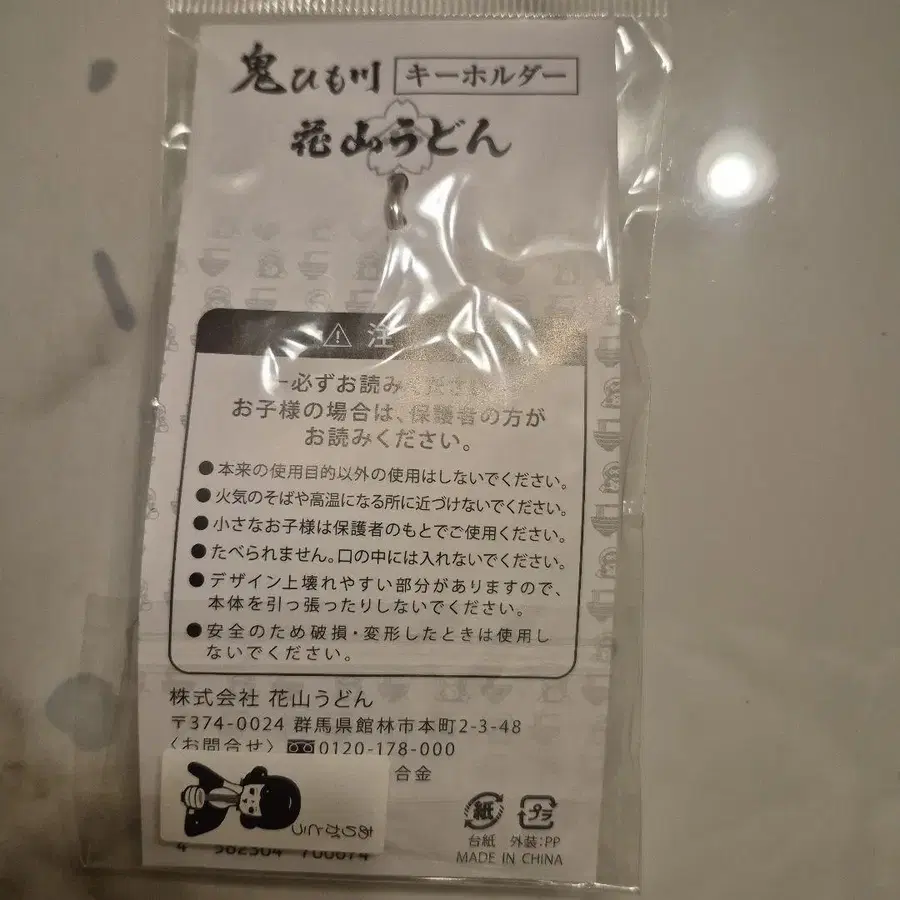 鬼ひも川 キーホルダー
花山うどん
注
必ずお読みください
お子様の場合は、保護者の方が
お読みください。
●本来の使用目的以外の使用はしないでください。
●火気のそばや高温になる所に近づけないでください。
●小さなお子様は保護者のもとでご使用ください。
●たべられません。口の中には入れないでください。
●デザイン上壊れやすい部分がありますので、
本体を引っ張ったりしないでください。
●安全のため破損・変形したときは使用し
ないでください。
株式会社 花山うどん
〒374-0024 群馬県館林市本町2-3-48
〈お問合せ〉 0120-178-000
合金
ありがとう
紙 プラ
台紙 外装:PP
MADE IN CHINA
4 582304 700074